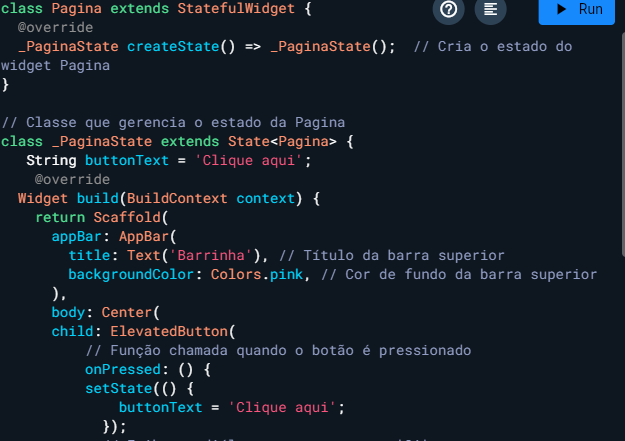 class Pagina extends StatefulWidget {
Run
@override
_PaginaState createState() => _PaginaState();  // Cria o estado do
widget Pagina
}
// Classe que gerencia o estado da Pagina
class _PaginaState extends State<Pagina> {
String buttonText = 'Clique aqui';
@override
Widget build(BuildContext context) {
return Scaffold(
appBar: AppBar(
title: Text('Barrinha'), // Título da barra superior
backgroundColor: Colors.pink, // Cor de fundo da barra superior
),
body: Center(
child: ElevatedButton(
// Função chamada quando o botão é pressionado
onPressed: () {
setState(() {
buttonText = 'Clique aqui';
});